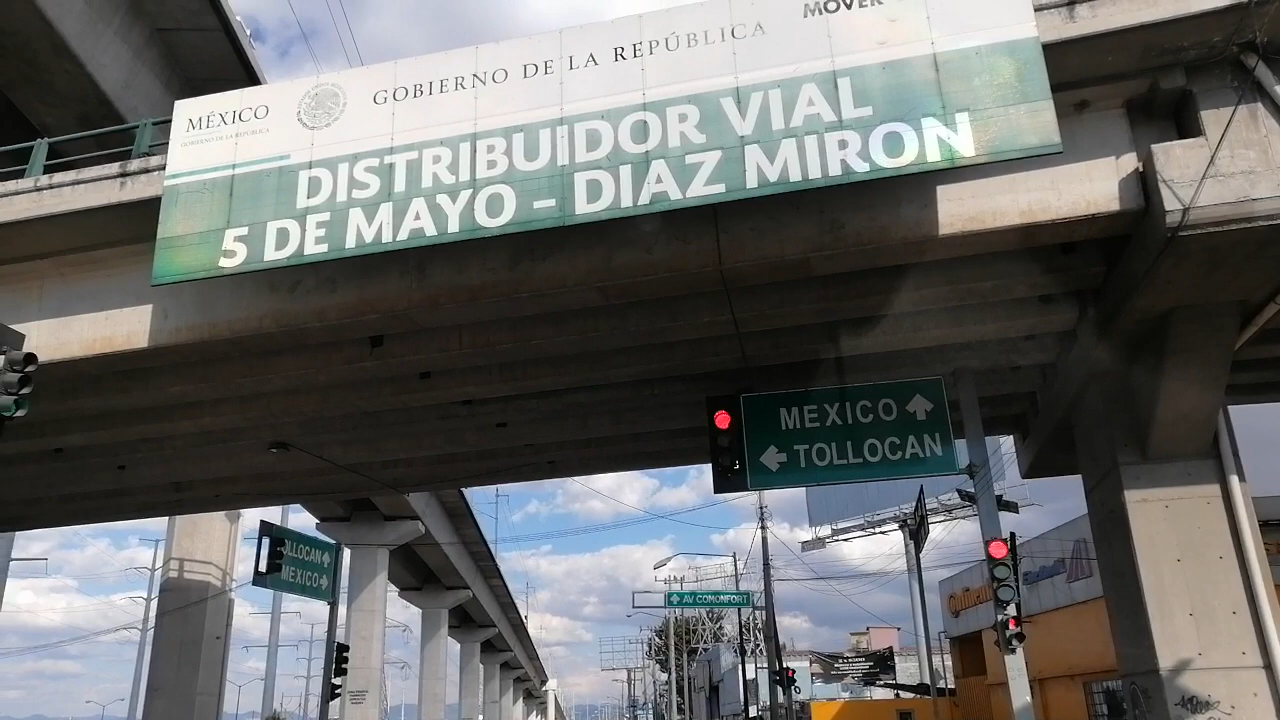 MOVER
MÉXICO
GOBIERNO DE LA REPÚBLICA
GOBIERNO DE LA REPÚBLICA
DISTRIBUIDOR VIAL
5 DE MAYO - DIAZ MIRON
MEXICO
TOLLOCAN
OLLOCAN
MEXICO
AV COMONFORT